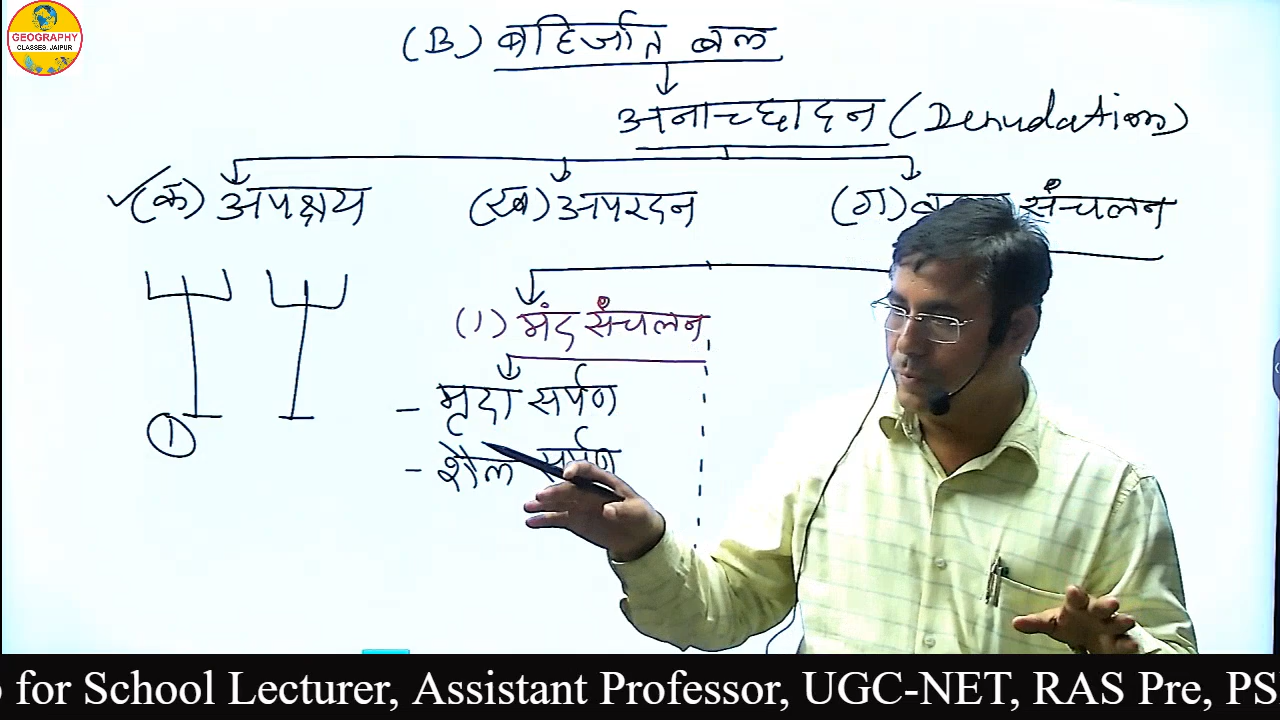 GEOGRAPHY
CLASSES, JAIPUR
(B) बहिर्जात बल
अनाच्छादन (Denudation)
(क) अपक्षय (ख) अपरदन (ग) संचलन
(1) मंद संचलन
- मृदा सर्पण
- शैल सर्पण
①
for School Lecturer, Assistant Professor, UGC-NET, RAS Pre, PS